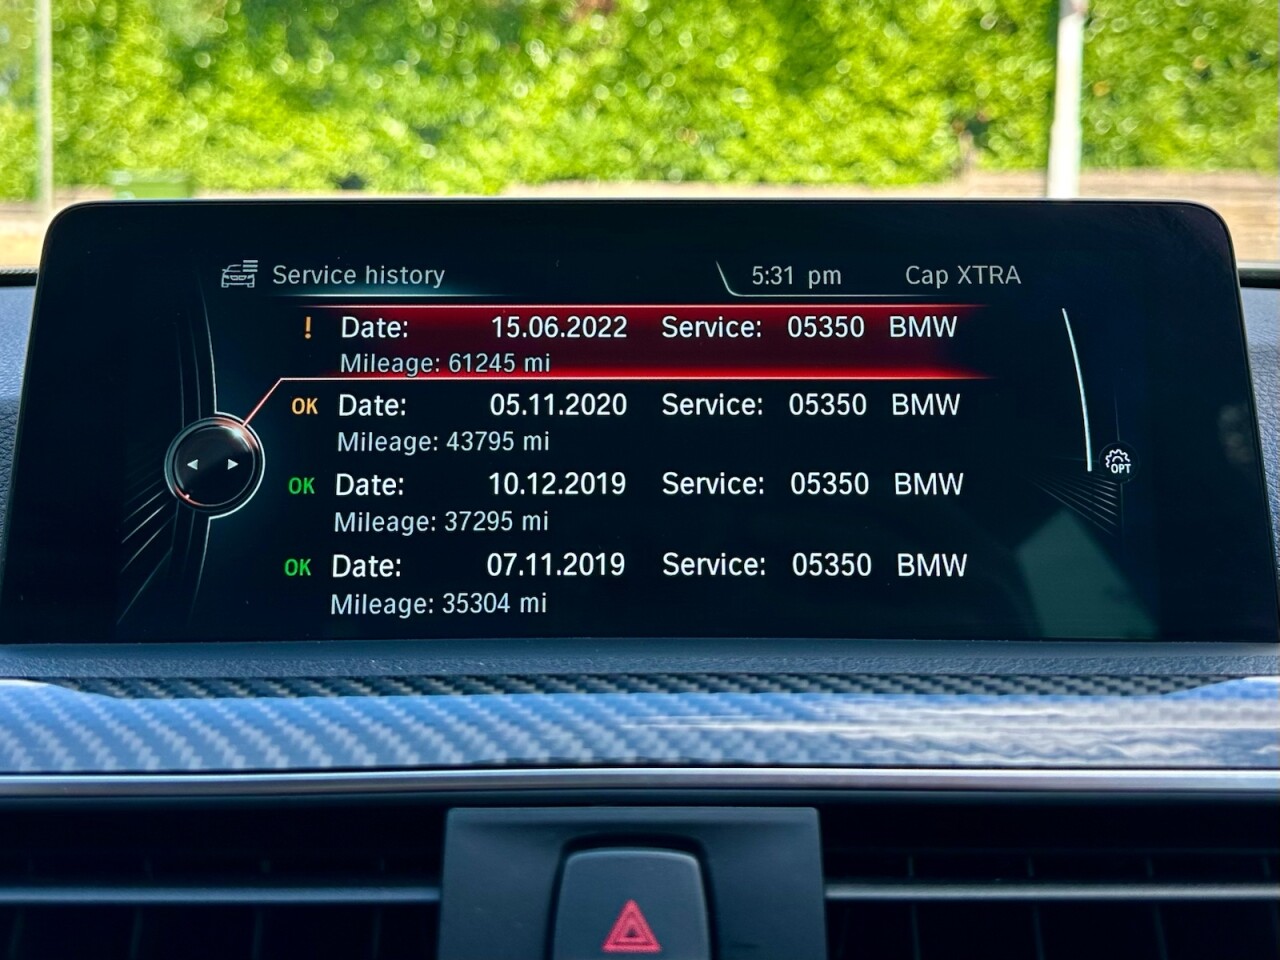 Service history 5:31 pm Cap XTRA
! Date: 15.06.2022 Service: 05350 BMW
Mileage: 61245 mi
OK Date: 05.11.2020 Service: 05350 BMW
Mileage: 43795 mi
OPT
OK Date: 10.12.2019 Service: 05350 BMW
Mileage: 37295 mi
OK Date: 07.11.2019 Service: 05350 BMW
Mileage: 35304 mi